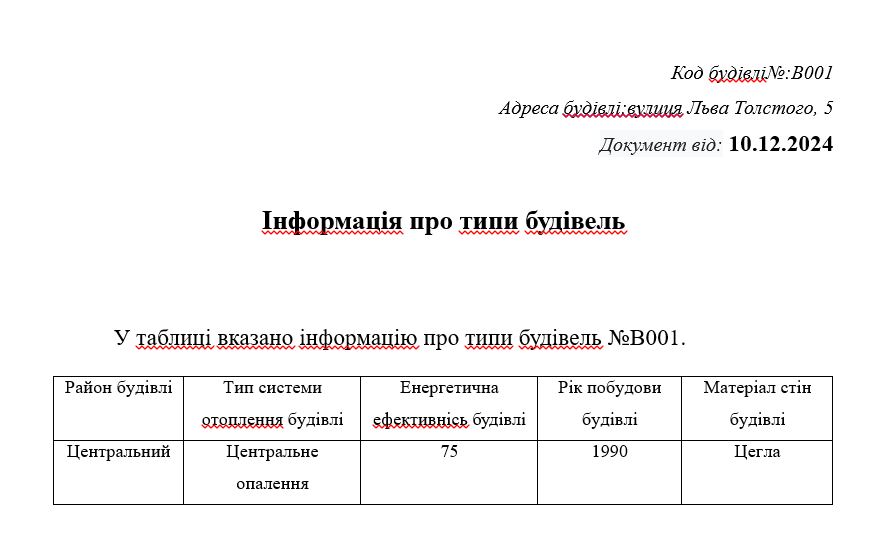 Код будівлі№:B001
Адреса будівлі:вулиця Льва Толстого, 5
Документ від: 10.12.2024
Інформація про типи будівель
У таблиці вказано інформацію про типи будівель №B001.
Район будівлі
Тип системи
отоплення будівлі
Енергетична
ефективнісь будівлі
Рік побудови
будівлі
Матеріал стін
будівлі
Центральний
Центральне
опалення
75
1990
Цегла